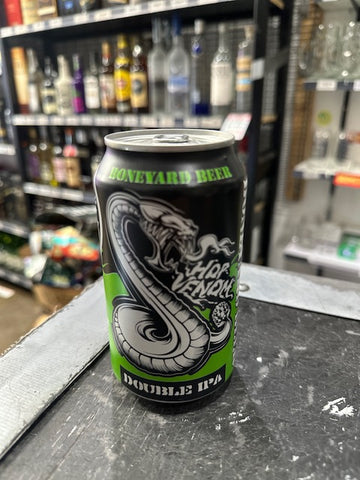 BONEYARD BEER
HOP
VENOM
DOUBLE IPA